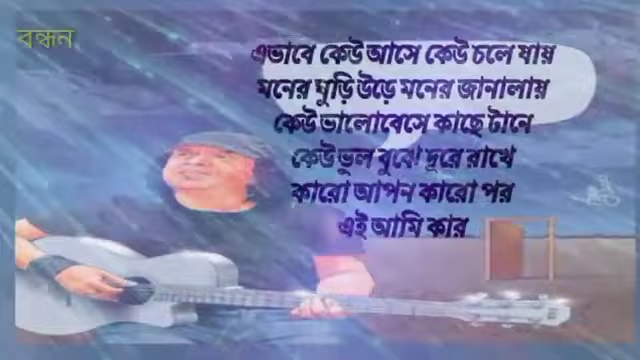 বন্ধন
এভাবে কেউ আসে কেউ চলে যায়
মনের ঘুড়ি উড়ে মনের জানালায়
কেউ ভালোবেসে কাছে টানে
কেউ ভুল বুঝে দূরে রাখে
কারো আপন কারো পর
এই আমি কার